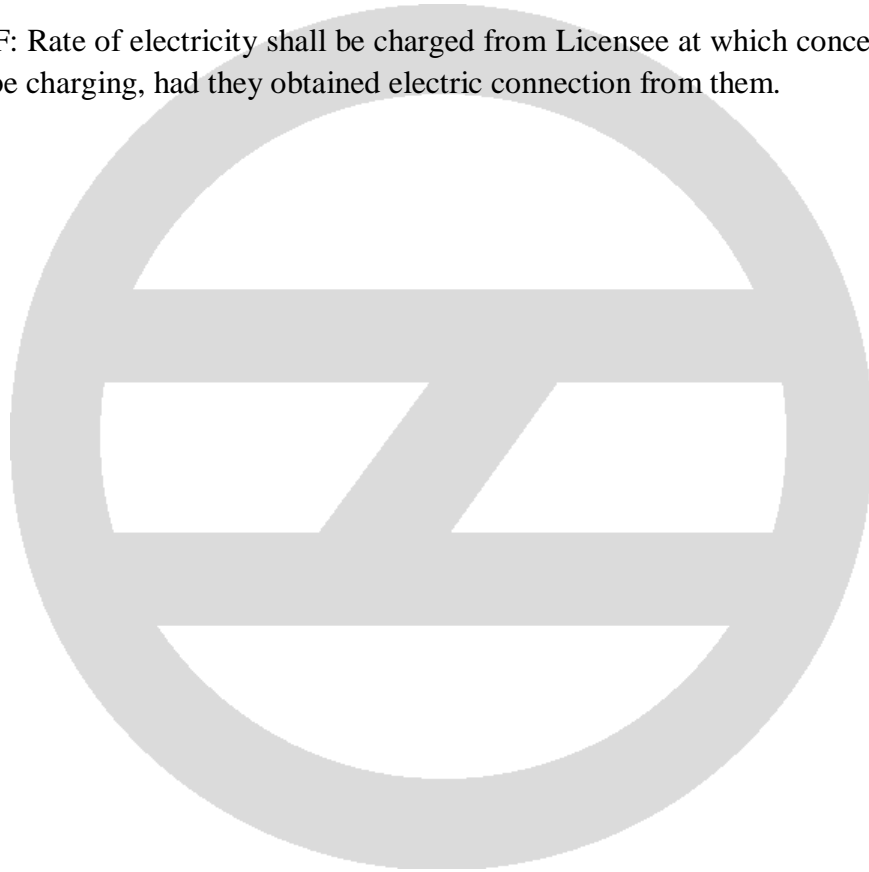 F: Rate of electricity shall be charged from Licensee at which conce
be charging, had they obtained electric connection from them.